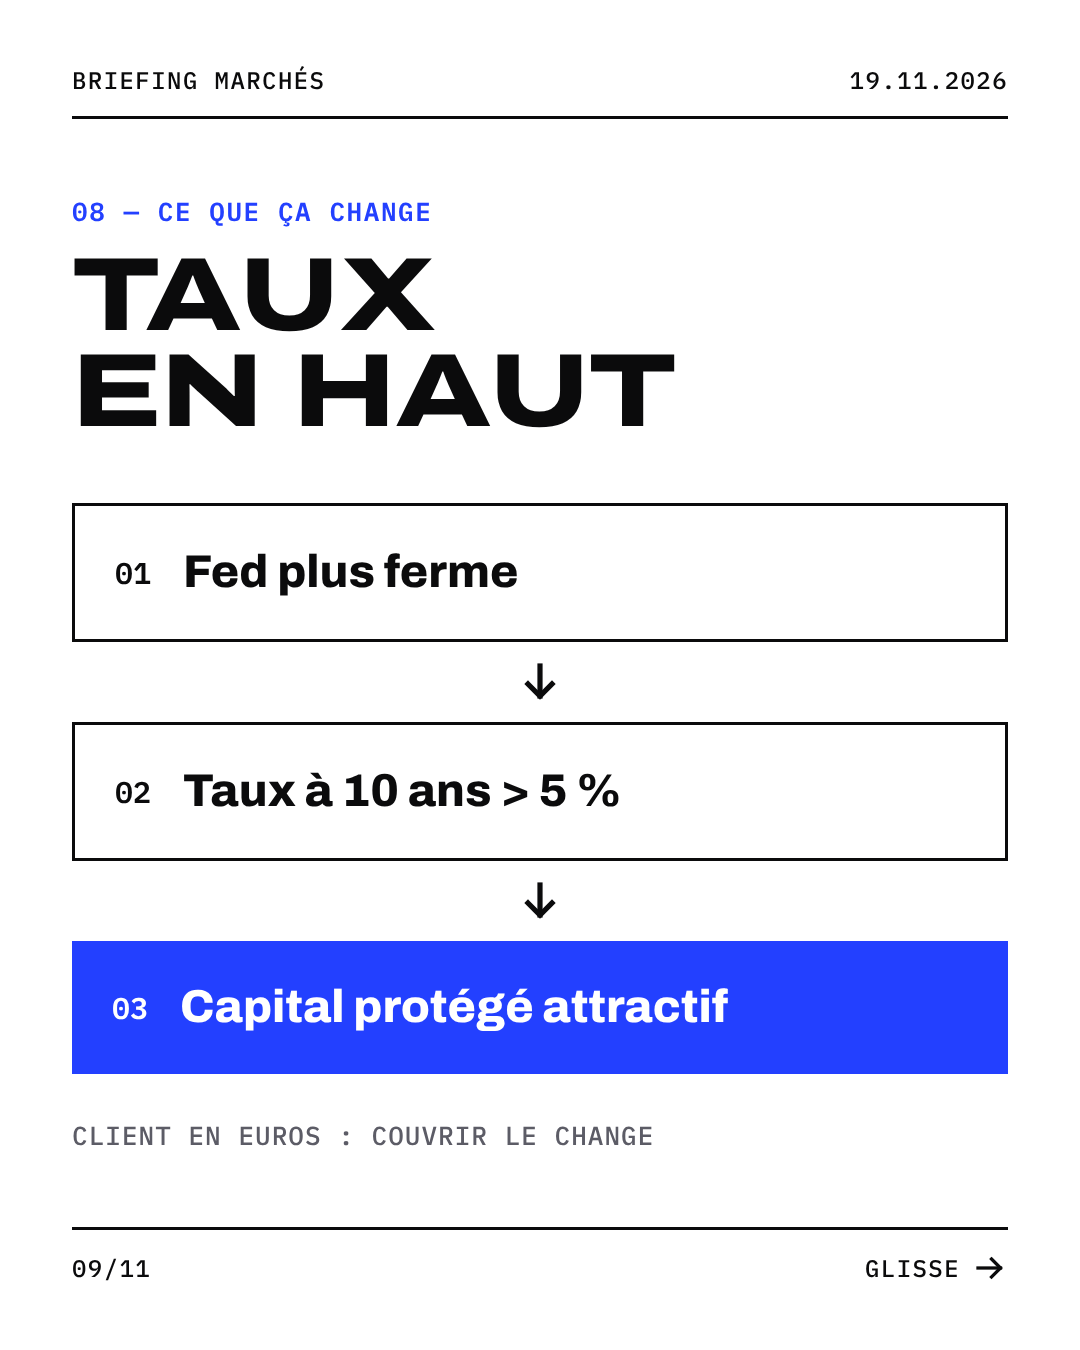 BRIEFING MARCHÉS
19.11.2026
08 — CE QUE ÇA CHANGE
TAUX
EN HAUT
01 Fed plus ferme
↓
02 Taux à 10 ans > 5 %
↓
03 Capital protégé attractif
CLIENT EN EUROS : COUVRIR LE CHANGE
09/11
GLISSE →